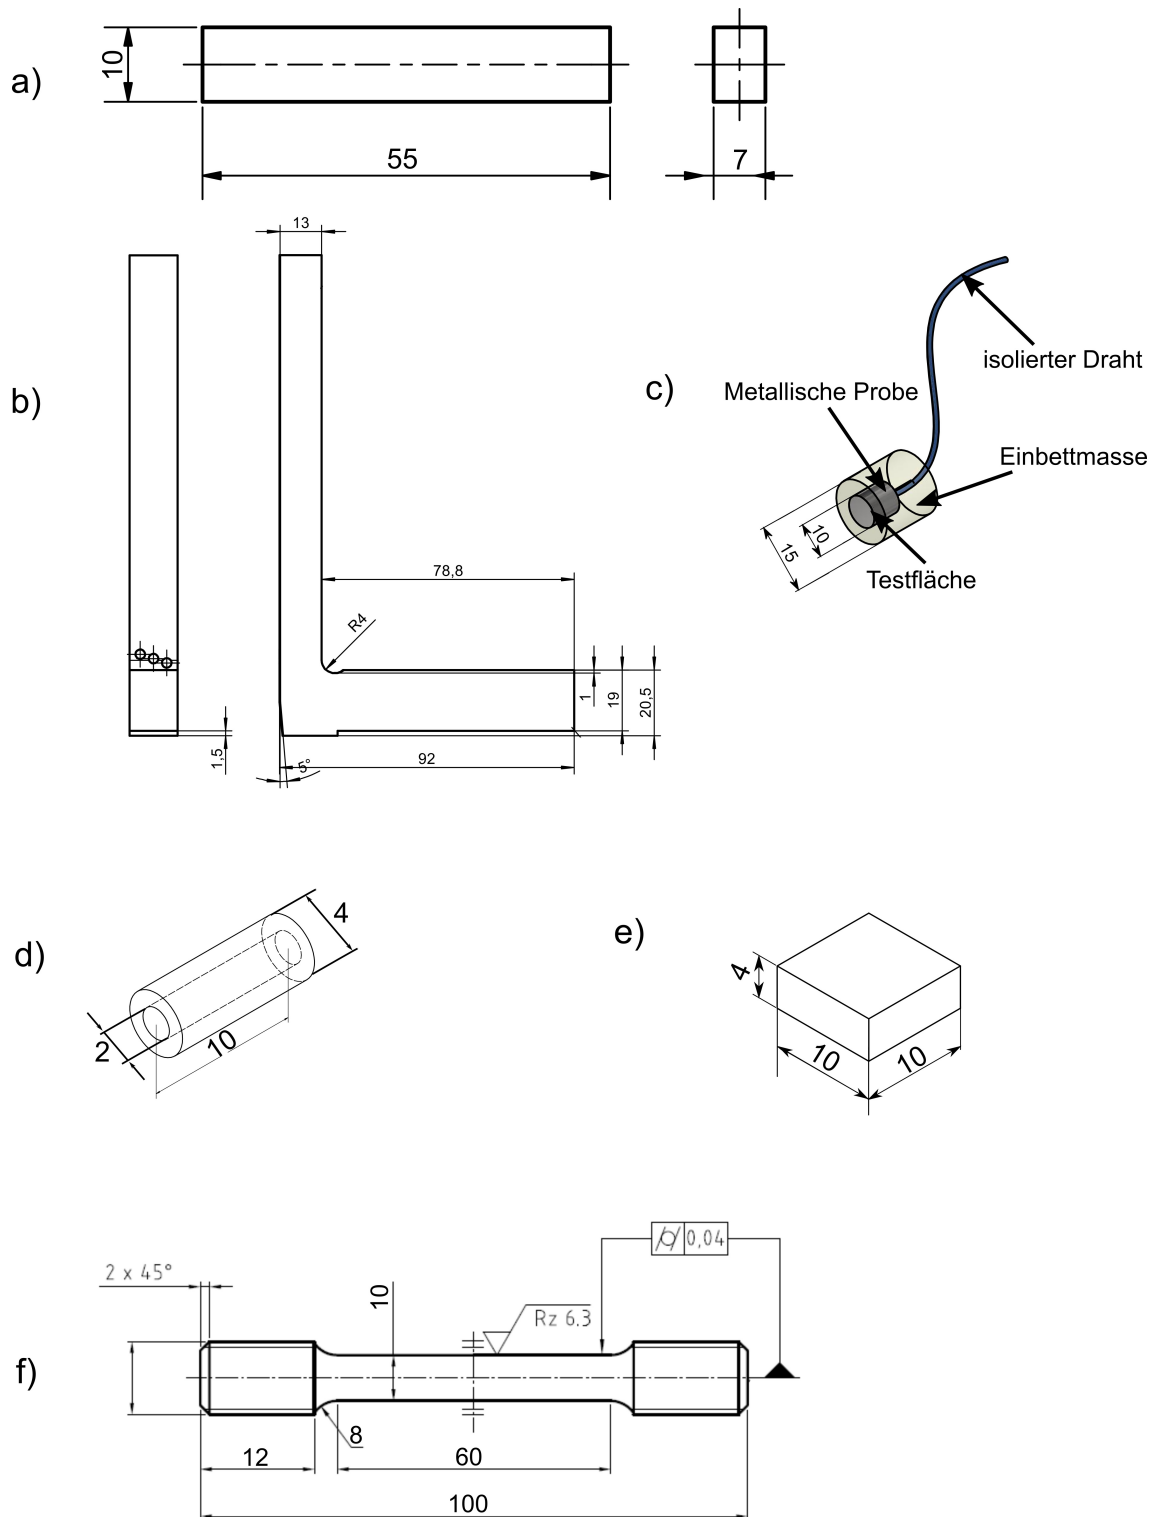 a)
10
55
7
b)
13
78,8
R4
1
19
20,5
1,5
5°
92
c)
isolierter Draht
Metallische Probe
Einbettmasse
10
15
Testfläche
d)
4
2
10
e)
4
10
10
f)
2 x 45°
10
Rz 6,3
0,04
8
12
60
100